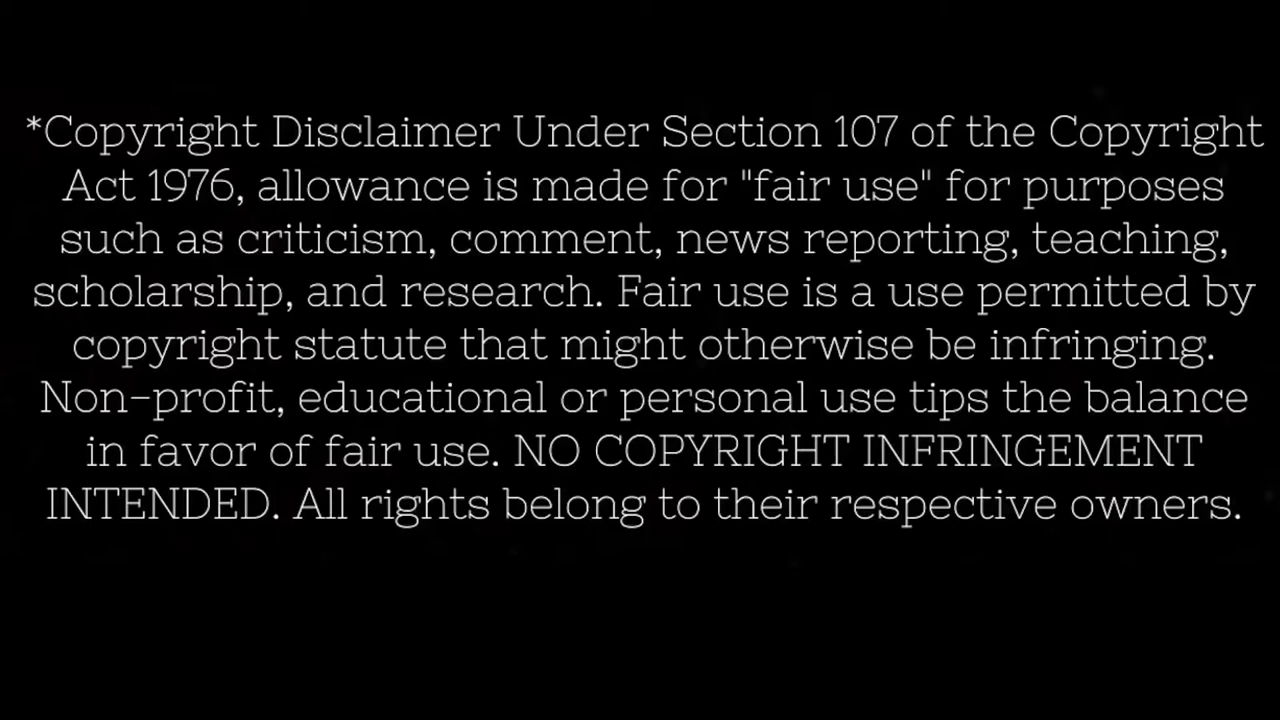 *Copyright Disclaimer Under Section 107 of the Copyright
Act 1976, allowance is made for "fair use" for purposes
such as criticism, comment, news reporting, teaching,
scholarship, and research. Fair use is a use permitted by
copyright statute that might otherwise be infringing.
Non-profit, educational or personal use tips the balance
in favor of fair use. NO COPYRIGHT INFRINGEMENT
INTENDED. All rights belong to their respective owners.